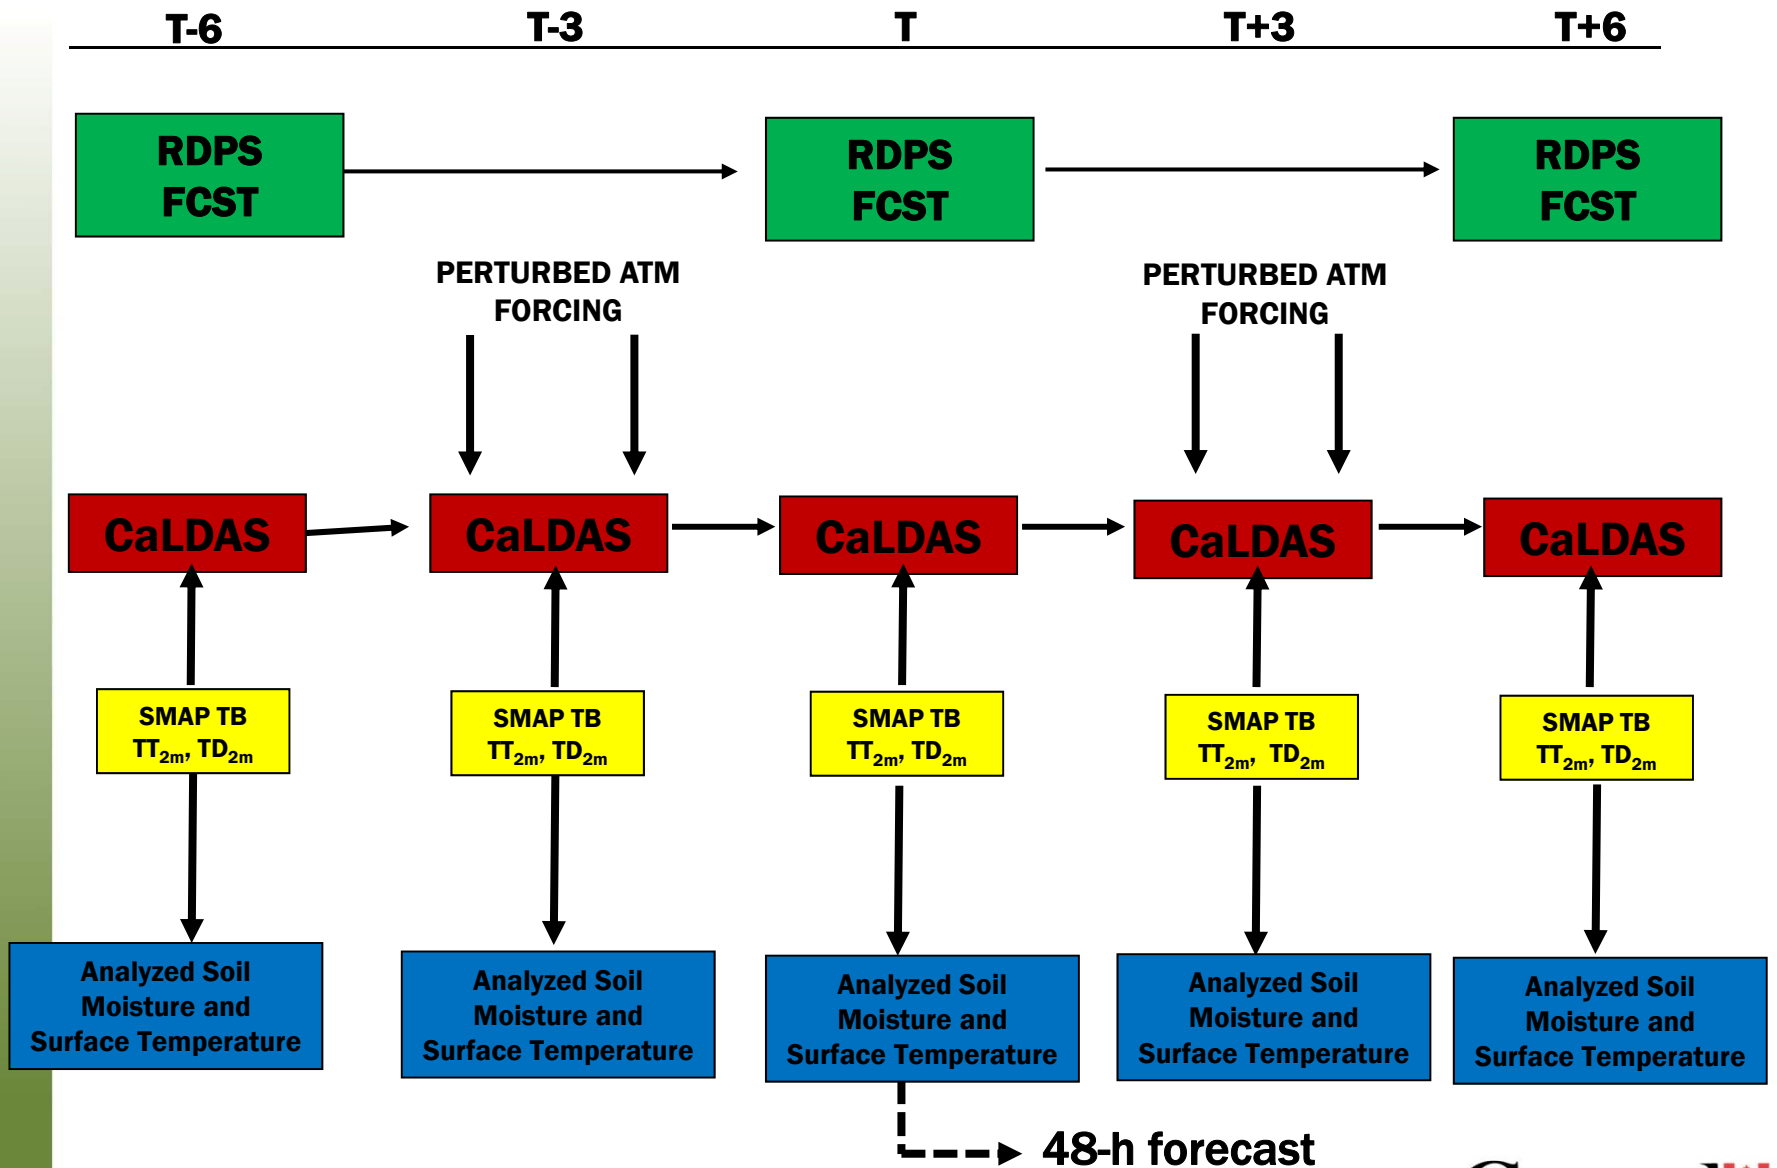 T-6 T-3 T T+3 T+6
RDPS
FCST
RDPS
FCST
RDPS
FCST
PERTURBED ATM
FORCING
PERTURBED ATM
FORCING
CaLDAS
CaLDAS
CaLDAS
CaLDAS
CaLDAS
SMAP TB
TT2m, TD2m
SMAP TB
TT2m, TD2m
SMAP TB
TT2m, TD2m
SMAP TB
TT2m, TD2m
SMAP TB
TT2m, TD2m
Analyzed Soil
Moisture and
Surface Temperature
Analyzed Soil
Moisture and
Surface Temperature
Analyzed Soil
Moisture and
Surface Temperature
Analyzed Soil
Moisture and
Surface Temperature
Analyzed Soil
Moisture and
Surface Temperature
48-h forecast